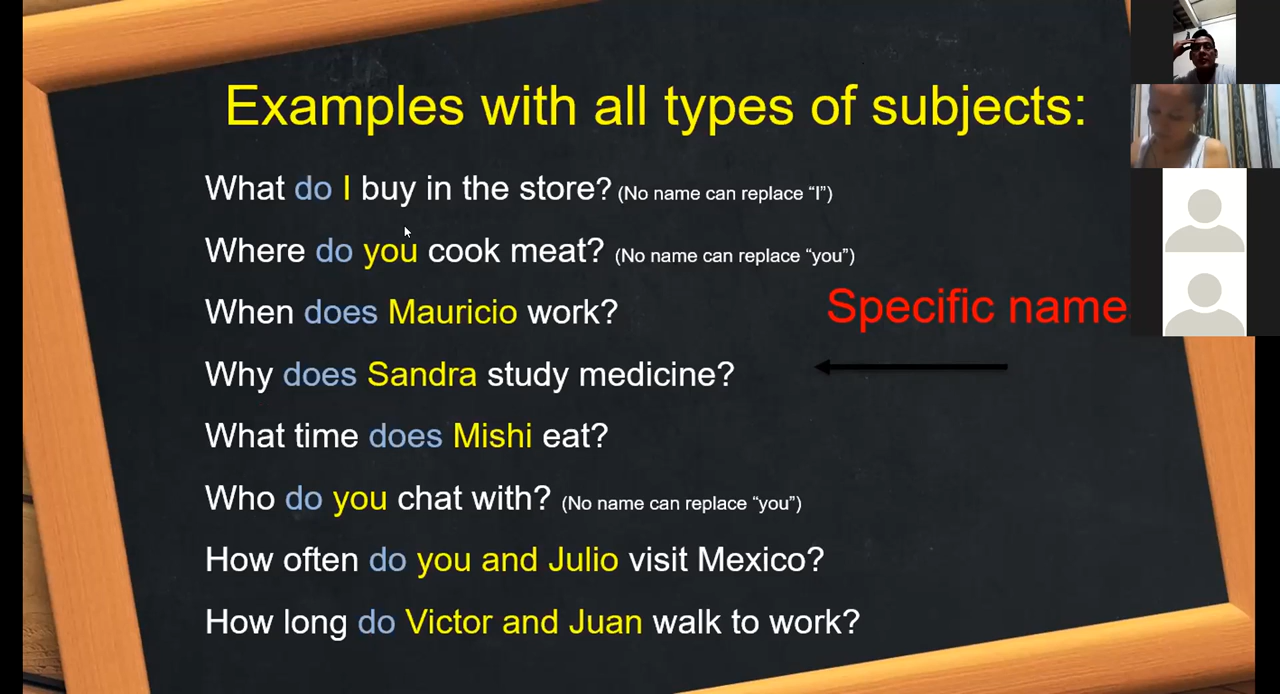 Examples with all types of subjects:
What do I buy in the store? (No name can replace “I”)
Where do you cook meat? (No name can replace “you”)
When does Mauricio work?
Specific name
Why does Sandra study medicine?
What time does Mishi eat?
Who do you chat with? (No name can replace “you”)
How often do you and Julio visit Mexico?
How long do Victor and Juan walk to work?